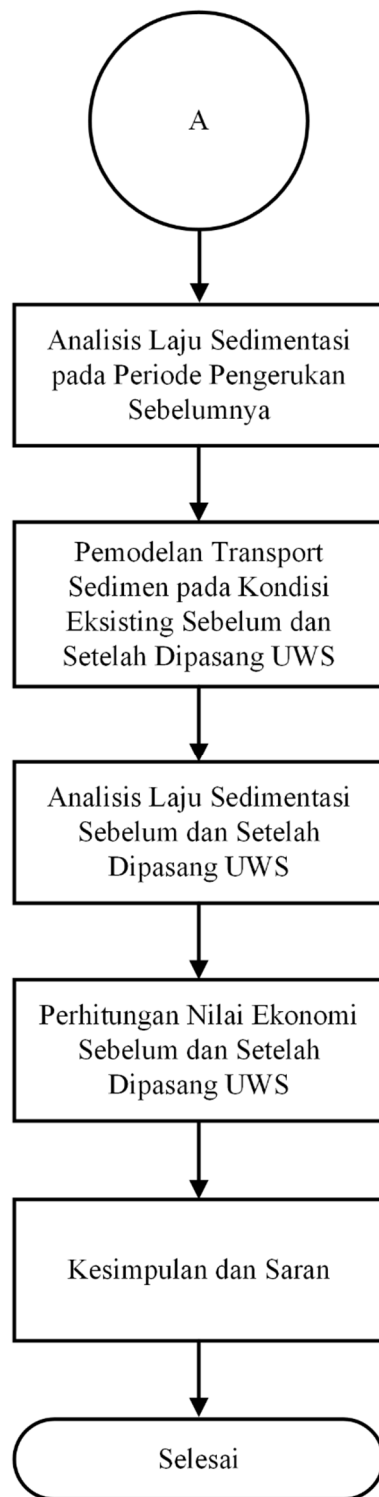 A
Analisis Laju Sedimentasi
pada Periode Pengerukan
Sebelumnya
Pemodelan Transport
Sedimen pada Kondisi
Eksisting Sebelum dan
Setelah Dipasang UWS
Analisis Laju Sedimentasi
Sebelum dan Setelah
Dipasang UWS
Perhitungan Nilai Ekonomi
Sebelum dan Setelah
Dipasang UWS
Kesimpulan dan Saran
Selesai